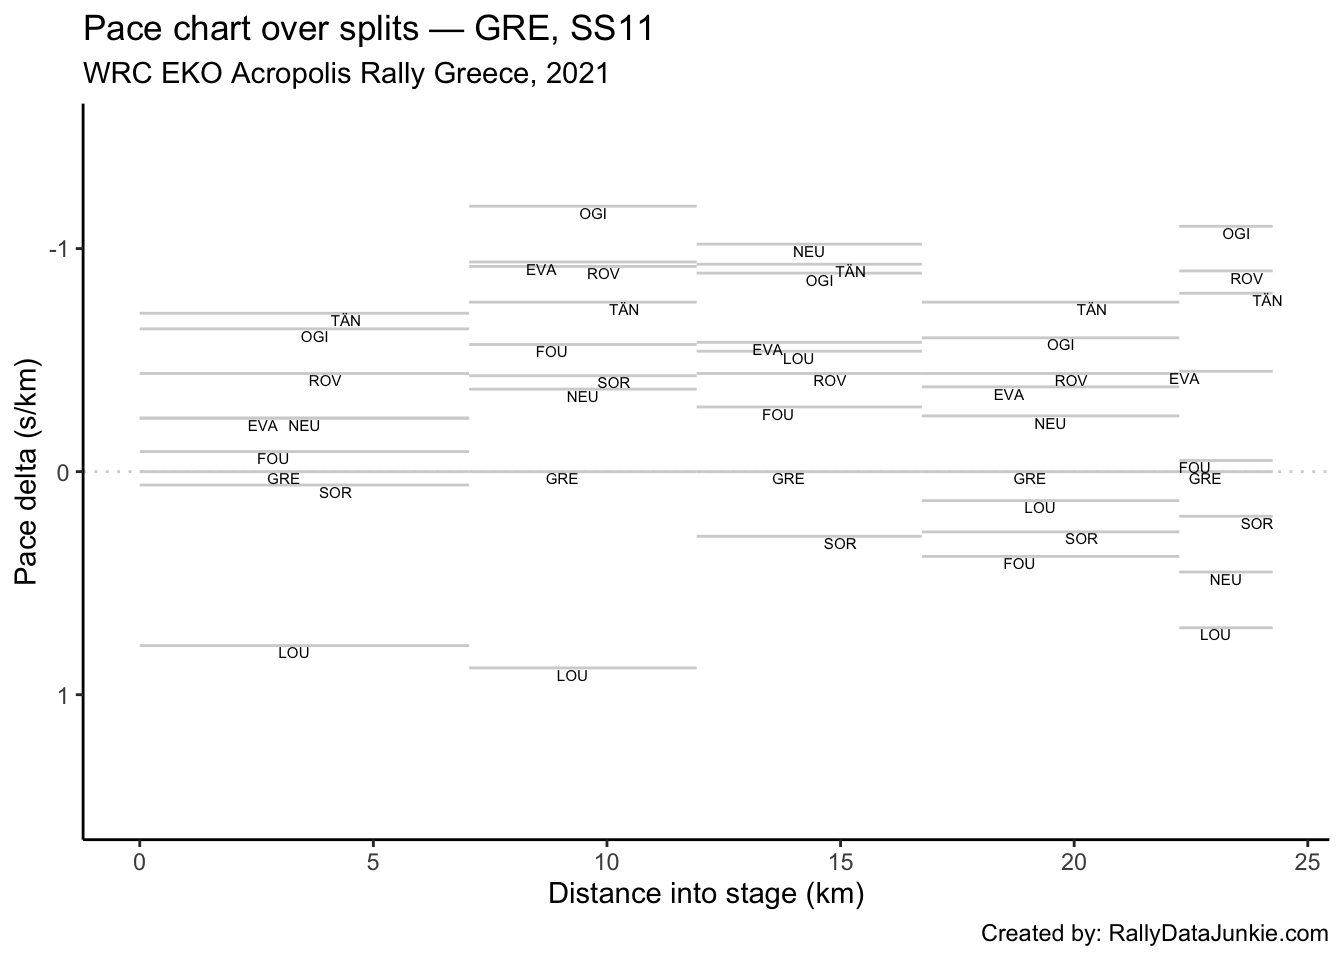 Pace chart over splits — GRE, SS11
WRC EKO Acropolis Rally Greece, 2021
Pace delta (s/km)
-1
0
1
TÄN
OGI
ROV
EVA NEU
FOU
GRE
SOR
LOU
OGI
EVA
ROV
TÄN
FOU
SOR
NEU
GRE
LOU
NEU
TÄN
OGI
EVA
LOU
ROV
FOU
GRE
SOR
TÄN
OGI
ROV
EVA
NEU
GRE
LOU
SOR
FOU
OGI
ROV
TÄN
EVA
FOU
GRE
SOR
NEU
LOU
0 5 10 15 20 25
Distance into stage (km)
Created by: RallyDataJunkie.com